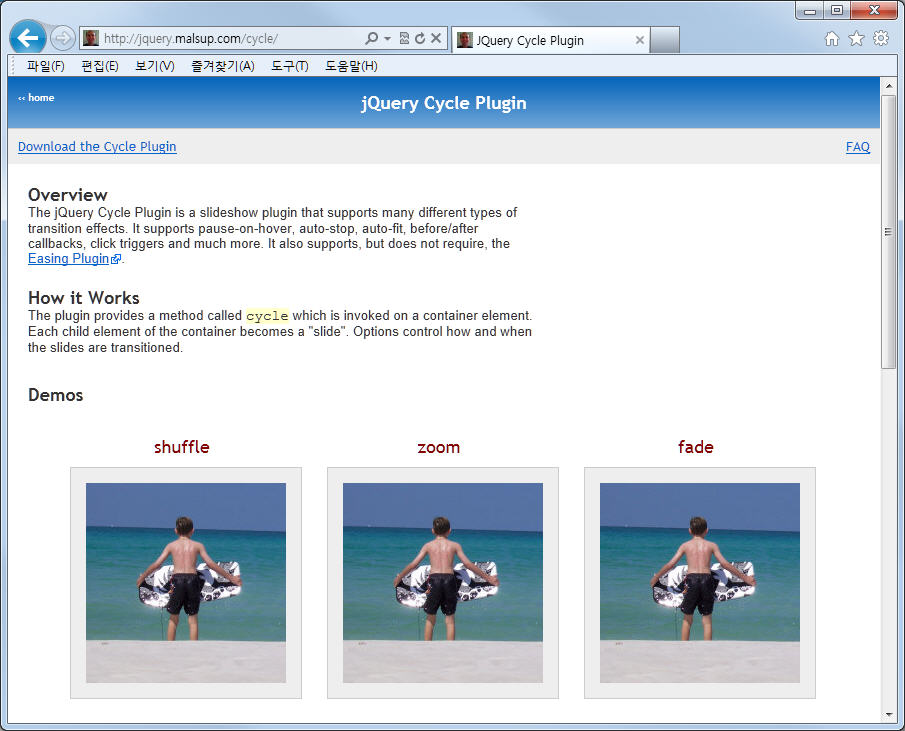 http://jquery.malsup.com/cycle/
jQuery Cycle Plugin
파일(F) 편집(E) 보기(V) 즐겨찾기(A) 도구(T) 도움말(H)
‹‹ home
jQuery Cycle Plugin
Download the Cycle Plugin
FAQ
Overview
The jQuery Cycle Plugin is a slideshow plugin that supports many different types of
transition effects. It supports pause-on-hover, auto-stop, auto-fit, before/after
callbacks, click triggers and much more. It also supports, but does not require, the
Easing Plugin.
How it Works
The plugin provides a method called cycle which is invoked on a container element.
Each child element of the container becomes a "slide". Options control how and when
the slides are transitioned.
Demos
shuffle
zoom
fade